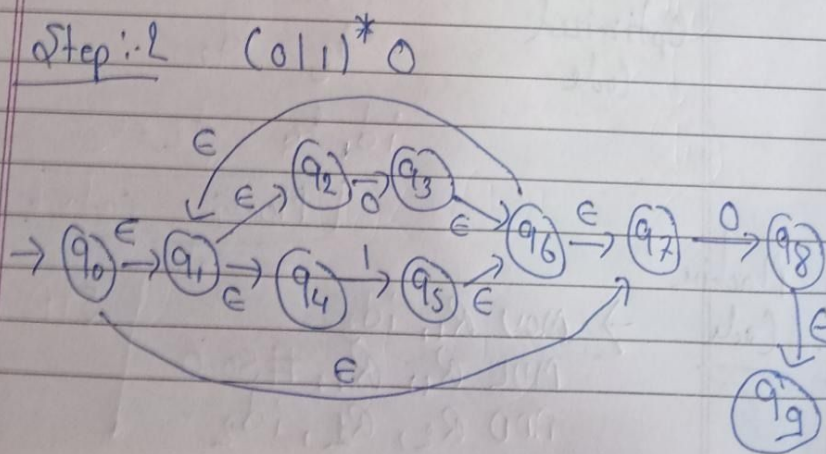 Step:-2 (0|1)* 0
ϵ
q2 0 q3
ϵ ϵ ϵ ϵ 0
→ q0 q1 q6 q7 q8
ϵ q4 1 q5 ϵ
ϵ ϵ
q9